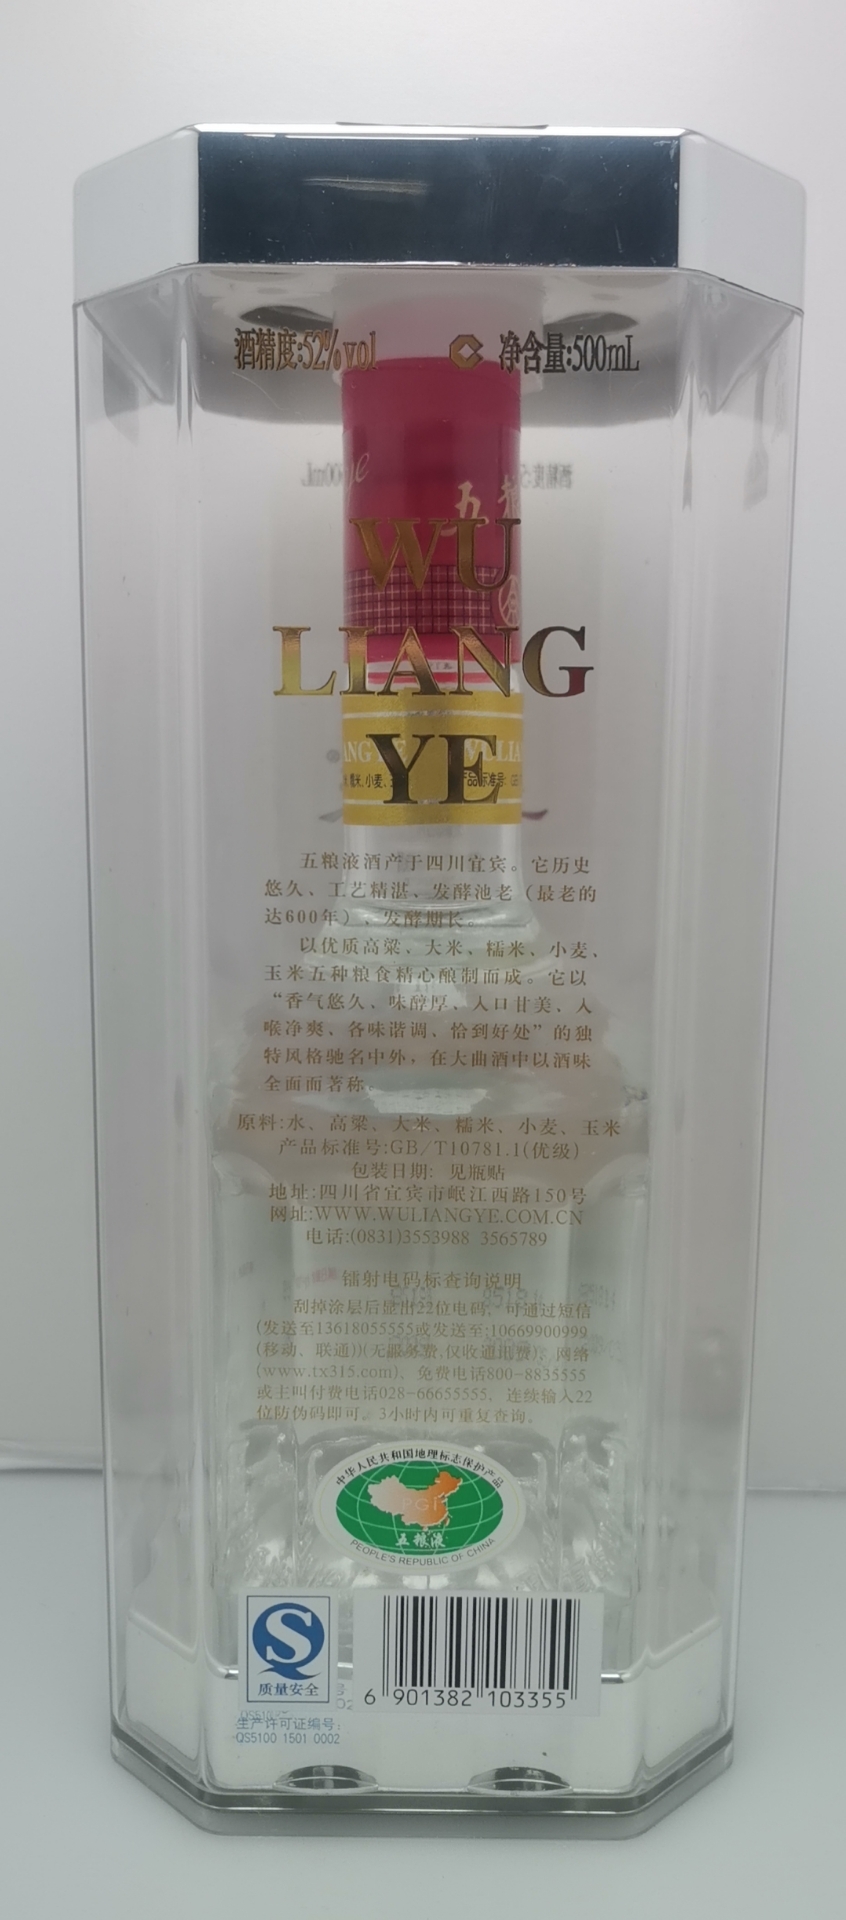 酒精度:52%vol 净含量:500mL
五
WU
LIANG
YE
五粮液酒产于四川宜宾。它历史
悠久、工艺精湛、发酵池老（最老的
达600年）、发酵期长。
以优质高粱、大米、糯米、小麦、
玉米五种粮食精心酿制而成。它以
“香气悠久、味醇厚、入口甘美、入
喉净爽、各味谐调、恰到好处”的独
特风格驰名中外，在大曲酒中以酒味
全面而著称。
原料:水、高粱、大米、糯米、小麦、玉米
产品标准号:GB/T10781.1(优级)
包装日期: 见瓶贴
地址:四川省宜宾市岷江西路150号
网址:WWW.WULIANGYE.COM.CN
电话:(0831)3553988 3565789
镭射电码标查询说明
刮掉涂层后显出22位电码，可通过短信
(发送至13618055555或发送至:10669900999
(移动、联通))(无服务费,仅收通讯费)、网络
(www.tx315.com)、免费电话800-8835555
或主叫付费电话028-66655555, 连续输入22
位防伪码即可。3小时内可重复查询。
中华人民共和国地理标志保护产品
PGI
五粮液
PEOPLE'S REPUBLIC OF CHINA
质量安全
6 901382 103355
生产许可证编号:
QS5100 1501 0002